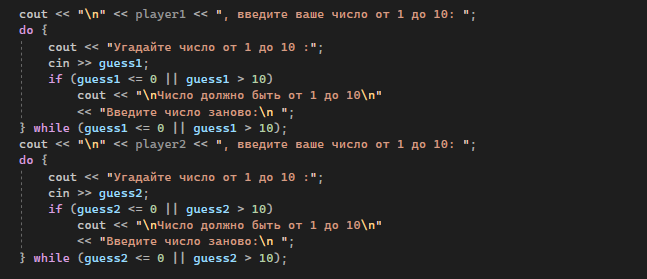 cout << "\n" << player1 << ", введите ваше число от 1 до 10: ";
do {
    cout << "Угадайте число от 1 до 10 :";
    cin >> guess1;
    if (guess1 <= 0 || guess1 > 10)
        cout << "\nЧисло должно быть от 1 до 10\n"
        << "Введите число заново:\n ";
} while (guess1 <= 0 || guess1 > 10);
cout << "\n" << player2 << ", введите ваше число от 1 до 10: ";
do {
    cout << "Угадайте число от 1 до 10 :";
    cin >> guess2;
    if (guess2 <= 0 || guess2 > 10)
        cout << "\nЧисло должно быть от 1 до 10\n"
        << "Введите число заново:\n ";
} while (guess2 <= 0 || guess2 > 10);